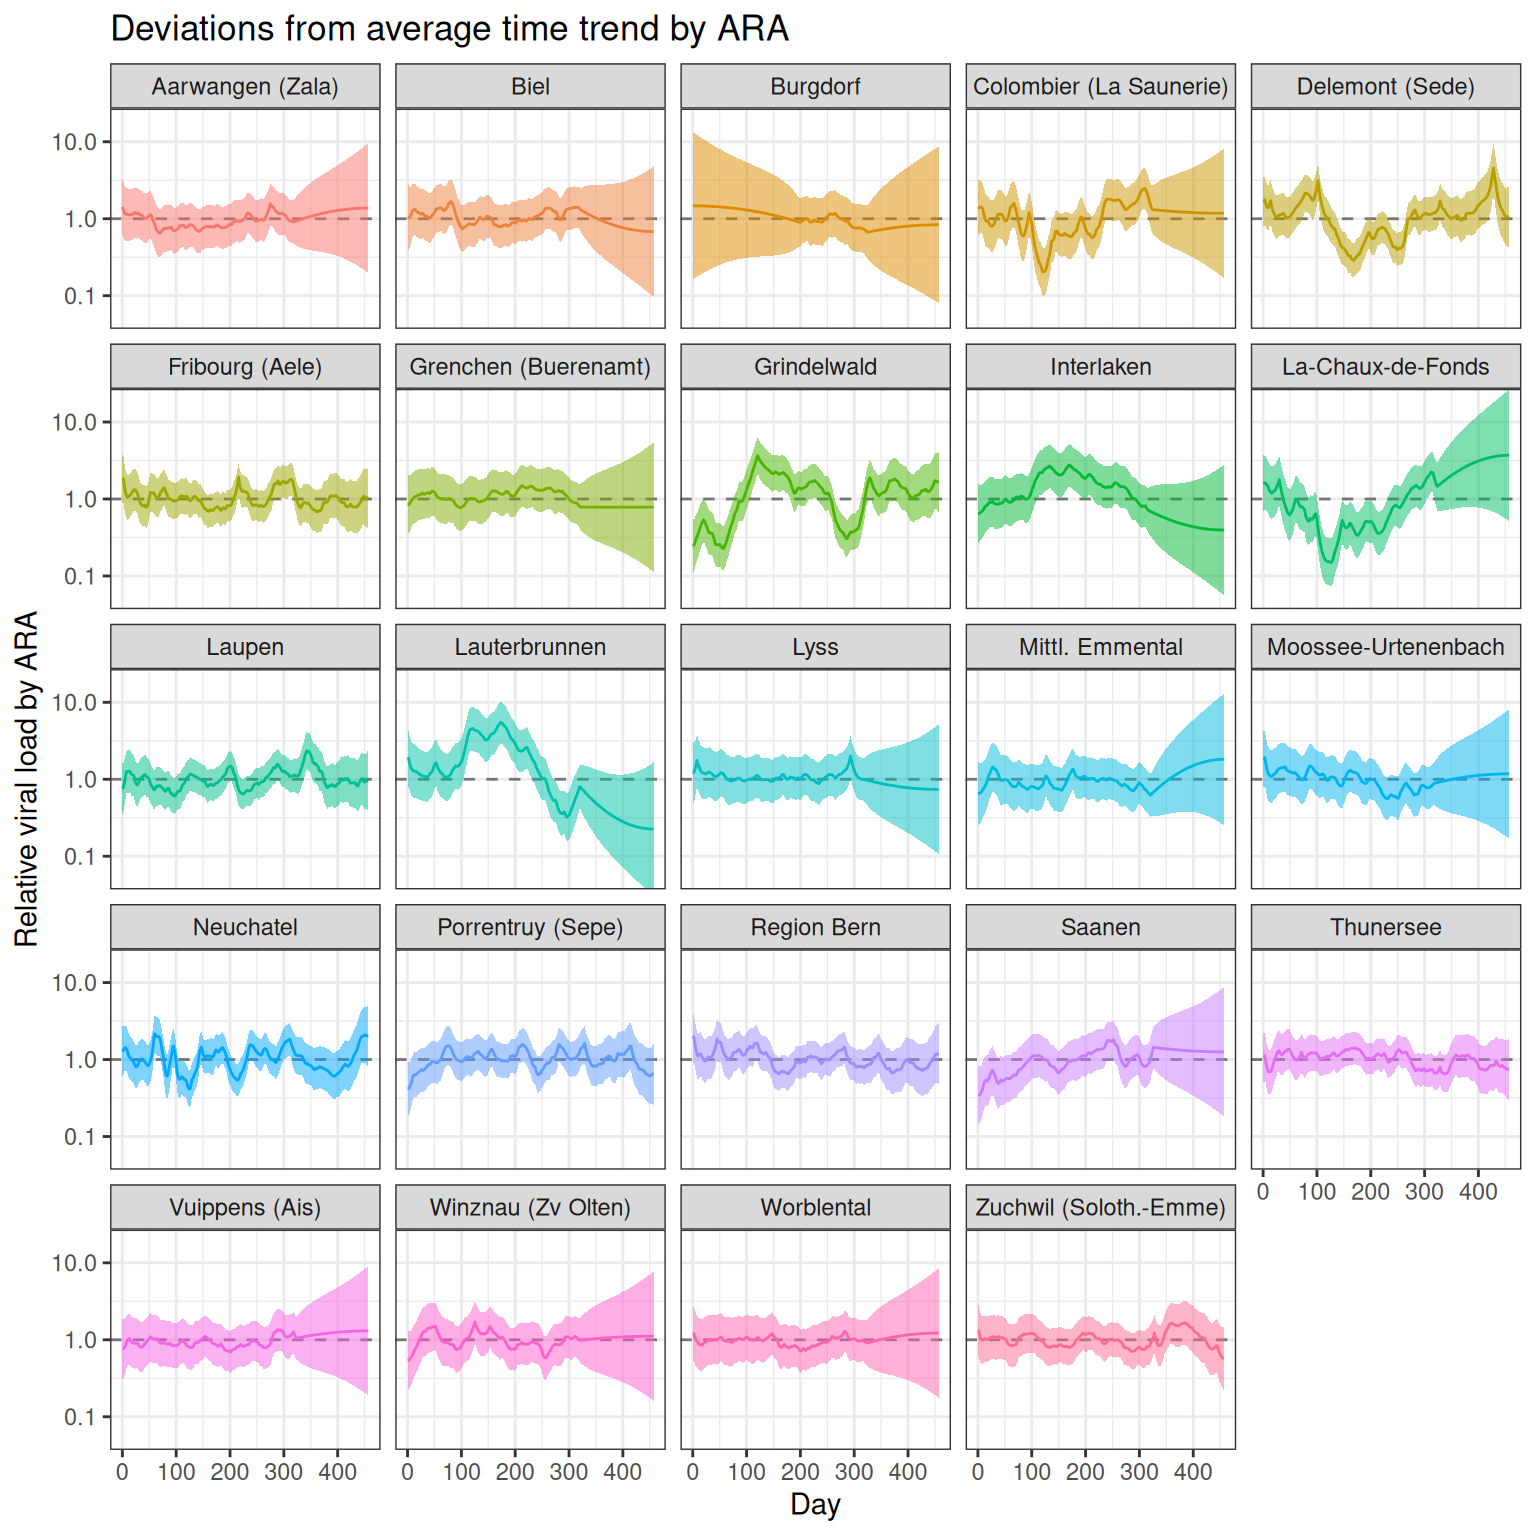 Deviations from average time trend by ARA
Aarwangen (Zala) Biel Burgdorf Colombier (La Saunerie) Delemont (Sede)
10.0
1.0
0.1
Fribourg (Aele) Grenchen (Buerenamt) Grindelwald Interlaken La-Chaux-de-Fonds
10.0
1.0
0.1
Relative viral load by ARA
Laupen Lauterbrunnen Lyss Mittl. Emmental Moossee-Urtenenbach
10.0
1.0
0.1
Neuchatel Porrentruy (Sepe) Region Bern Saanen Thunersee
10.0
1.0
0.1
0 100 200 300 400
Vuippens (Ais) Winznau (Zv Olten) Worblental Zuchwil (Soloth.-Emme)
10.0
1.0
0.1
0 100 200 300 400 0 100 200 300 400 0 100 200 300 400 0 100 200 300 400
Day